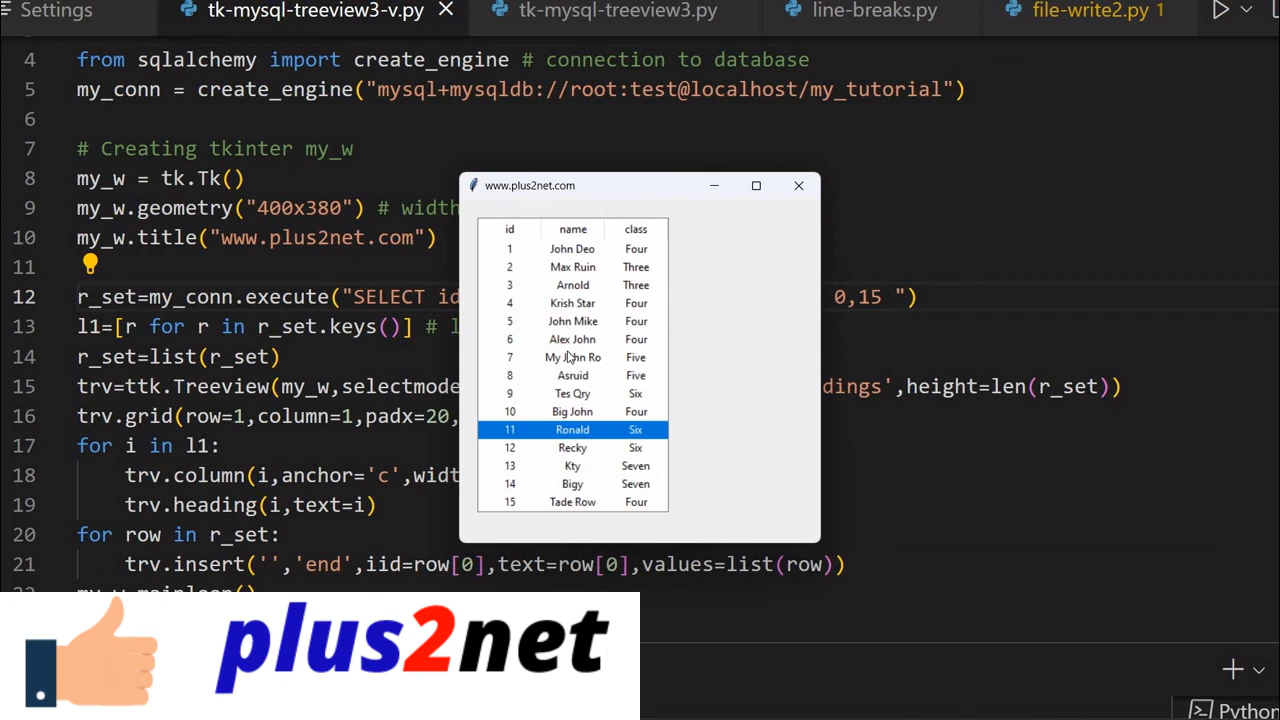 Settings
tk-mysql-treeview3-v.py
tk-mysql-treeview3.py
line-breaks.py
file-write2.py 1
4 from sqlalchemy import create_engine # connection to database
5 my_conn = create_engine("mysql+mysqldb://root:test@localhost/my_tutorial")
6
7 # Creating tkinter my_w
8 my_w = tk.Tk()
9 my_w.geometry("400x380") # width
10 my_w.title("www.plus2net.com")
11
12 r_set=my_conn.execute("SELECT id 0,15 ")
13 l1=[r for r in r_set.keys()] # l
14 r_set=list(r_set)
15 trv=ttk.Treeview(my_w,selectmode dings',height=len(r_set))
16 trv.grid(row=1,column=1,padx=20,
17 for i in l1:
18 trv.column(i,anchor='c',widt
19 trv.heading(i,text=i)
20 for row in r_set:
21 trv.insert('','end',iid=row[0],text=row[0],values=list(row))
www.plus2net.com
id name class
1 John Deo Four
2 Max Ruin Three
3 Arnold Three
4 Krish Star Four
5 John Mike Four
6 Alex John Four
7 My John Ro Five
8 Asruid Five
9 Tes Qry Six
10 Big John Four
11 Ronald Six
12 Recky Six
13 Kty Seven
14 Bigy Seven
15 Tade Row Four
plus2net
Python